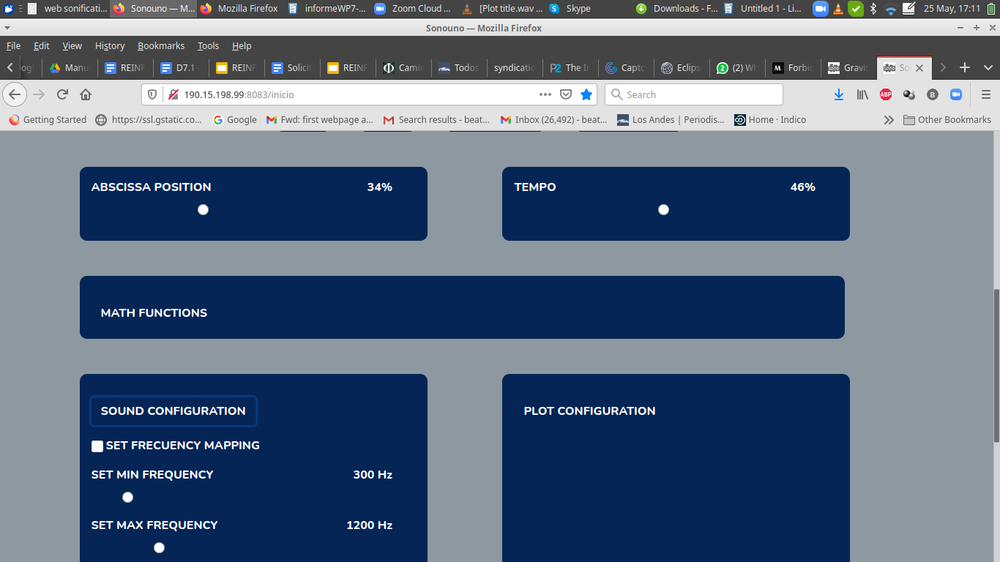 web sonificati... Sonouno — M... Mozilla Firefox informeWP7-... Zoom Cloud ... [Plot title.wav ... Skype Downloads - F... Untitled 1 - Li... 25 May, 17:11
Sonouno — Mozilla Firefox
File Edit View History Bookmarks Tools Help
Manu REINF D7.1 - REINF Solicit REINF Camin Todos syndicatio The In Captc Eclips (2) Wh Forbic Gravit So
190.15.198.99:8083/inicio Search
Getting Started https://ssl.gstatic.co... Google Fwd: first webpage a... Search results - beat... Inbox (26,492) - beat... Los Andes | Periodis... Home · Indico Other Bookmarks
ABSCISSA POSITION 34%
TEMPO 46%
MATH FUNCTIONS
SOUND CONFIGURATION
SET FRECUENCY MAPPING
SET MIN FREQUENCY 300 Hz
SET MAX FREQUENCY 1200 Hz
PLOT CONFIGURATION